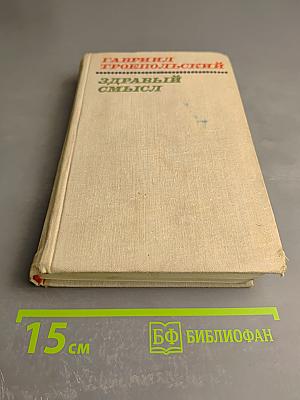 ГАВРИИЛ
ТРОЕПОЛЬСКИЙ
ЗДРАВЫЙ
СМЫСЛ
15 см
БФ БИБЛИОФАН